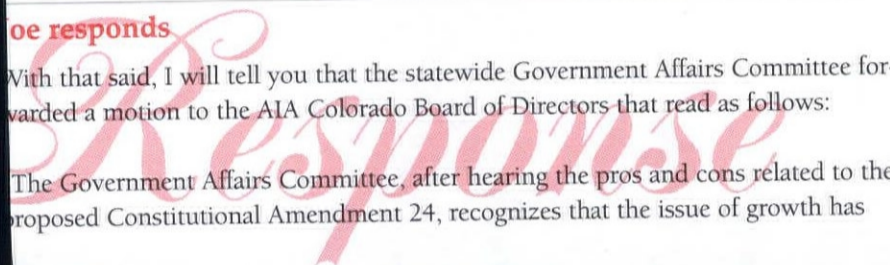 oe responds
With that said, I will tell you that the statewide Government Affairs Committee for-
warded a motion to the AIA Colorado Board of Directors that read as follows:
The Government Affairs Committee, after hearing the pros and cons related to the
proposed Constitutional Amendment 24, recognizes that the issue of growth has
Response